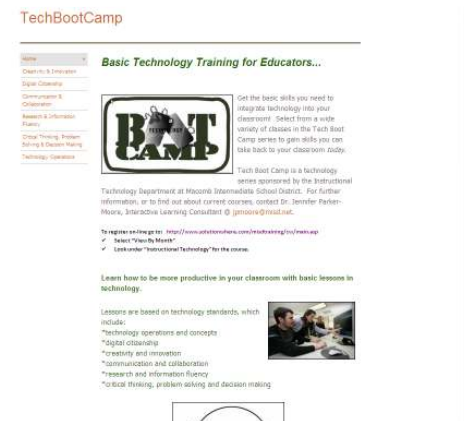 TechBootCamp
Home
Creativity & Innovation
Digital Citizenship
Communication &
Collaboration
Research & Information
Fluency
Critical Thinking, Problem
Solving & Decision Making
Technology Operations
Basic Technology Training for Educators...
CAMP
Get the basic skills you need to
integrate technology into your
classroom! Select from a wide
variety of classes in the Tech Boot
Camp series to gain skills you can
take back to your classroom today.
Tech Boot Camp is a technology
series sponsored by the Instructional
Technology Department at Macomb Intermediate School District. For further
information, or to find out about current courses, contact Dr. Jennifer Parker-
Moore, Interactive Learning Consultant @
To register on-line go to:
✓ Select "View By Month"
✓ Look under "Instructional Technology" for the course.
Learn how to be more productive in your classroom with basic lessons in
technology.
Lessons are based on technology standards, which
include:
*technology operations and concepts
*digital citizenship
*creativity and innovation
*communication and collaboration
*research and information fluency
*critical thinking, problem solving and decision making